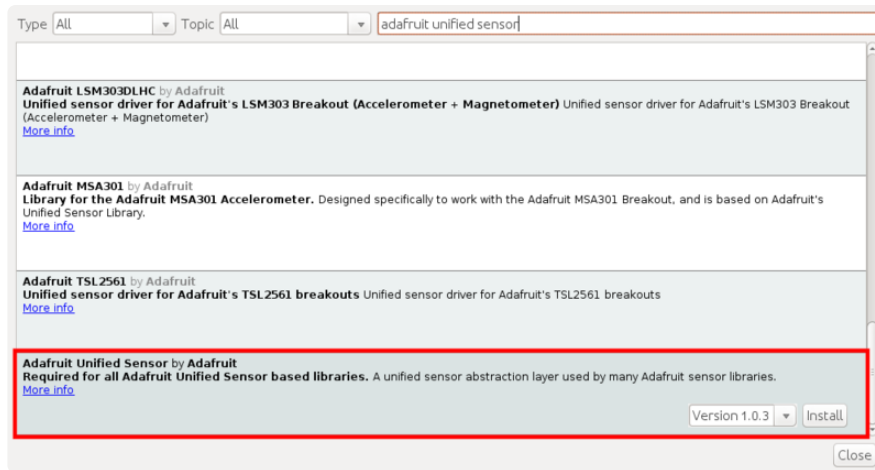 Type All Topic All adafruit unified sensor
Adafruit LSM303DLHC by Adafruit
Unified sensor driver for Adafruit's LSM303 Breakout (Accelerometer + Magnetometer) Unified sensor driver for Adafruit's LSM303 Breakout
(Accelerometer + Magnetometer)
More info
Adafruit MSA301 by Adafruit
Library for the Adafruit MSA301 Accelerometer. Designed specifically to work with the Adafruit MSA301 Breakout, and is based on Adafruit's
Unified Sensor Library.
More info
Adafruit TSL2561 by Adafruit
Unified sensor driver for Adafruit's TSL2561 breakouts Unified sensor driver for Adafruit's TSL2561 breakouts
More info
Adafruit Unified Sensor by Adafruit
Required for all Adafruit Unified Sensor based libraries. A unified sensor abstraction layer used by many Adafruit sensor libraries.
More info
Version 1.0.3 Install
Close